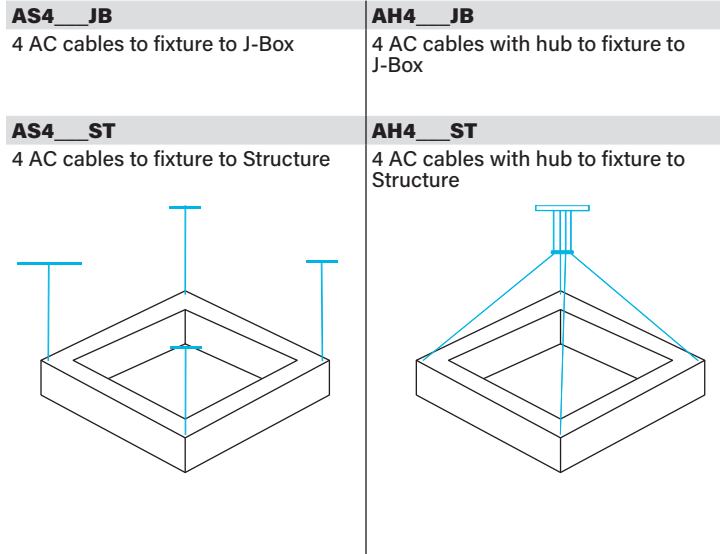 AS4___JB
4 AC cables to fixture to J-Box
AS4___ST
4 AC cables to fixture to Structure
AH4___JB
4 AC cables with hub to fixture to
J-Box
AH4___ST
4 AC cables with hub to fixture to
Structure